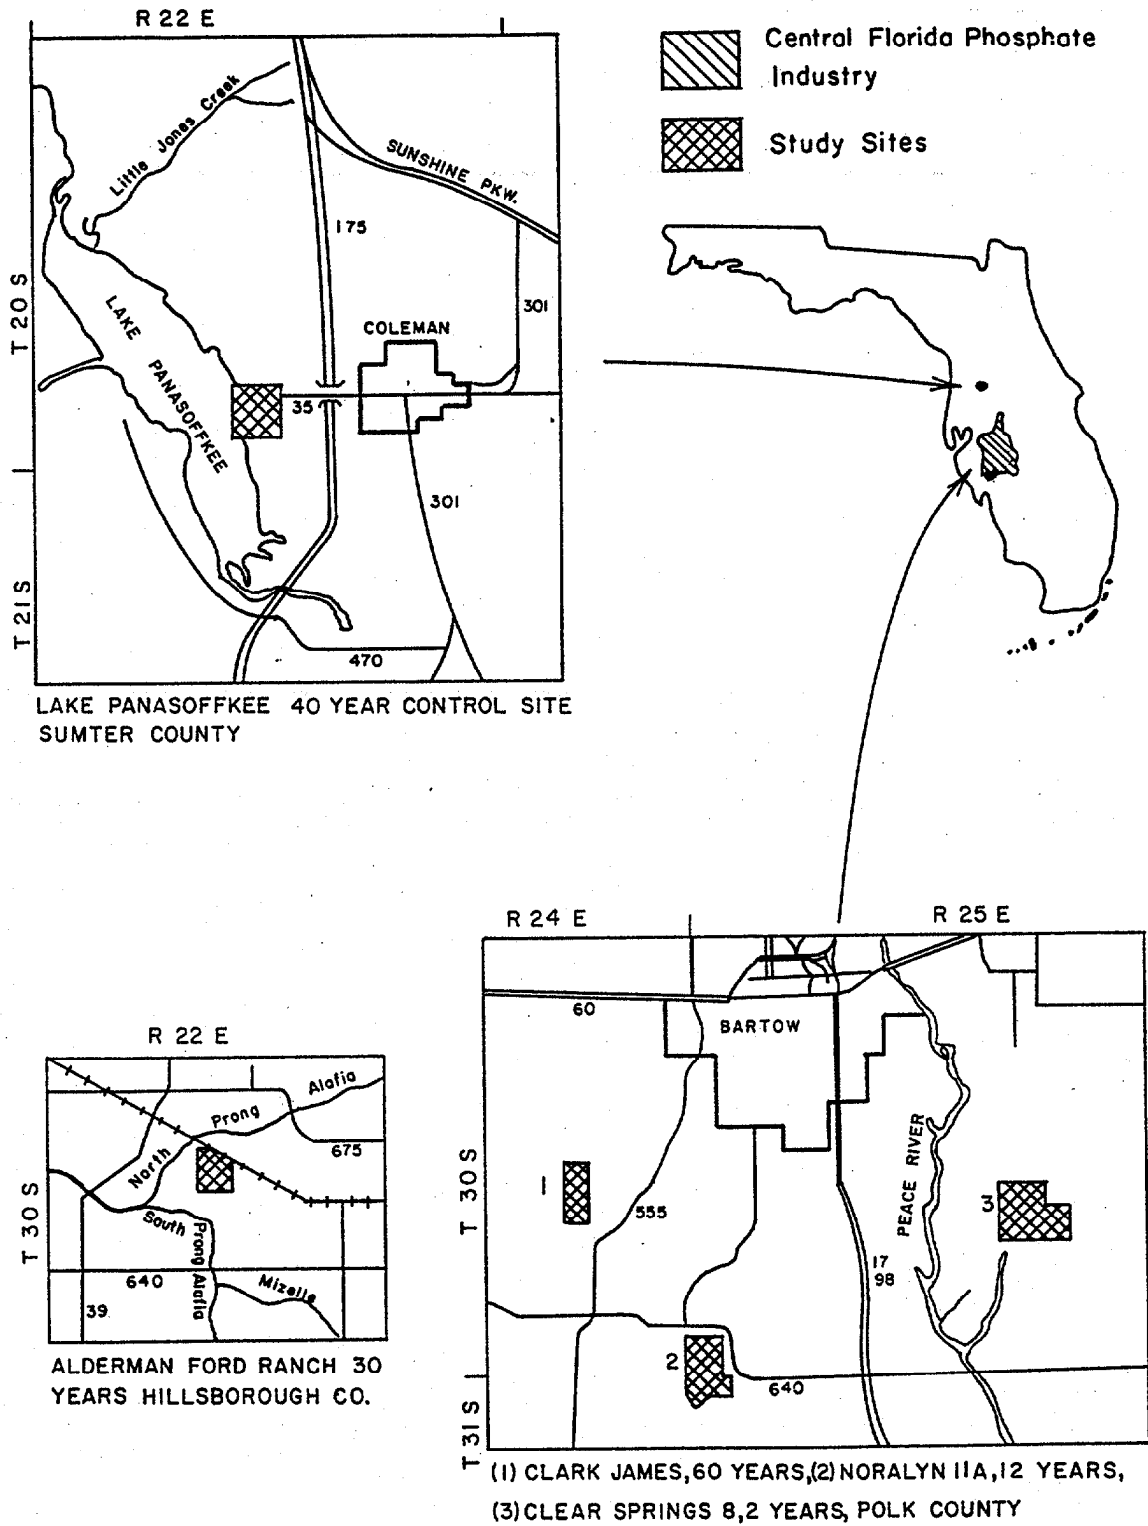 R 22 E
Central Florida Phosphate
Industry
Study Sites
Little Jones Creek
SUNSHINE PKW.
175
T 20 S
LAKE PANASOFFKEE
301
COLEMAN
35
301
T 21 S
470
LAKE PANASOFFKEE 40 YEAR CONTROL SITE
SUMTER COUNTY
R 24 E
R 25 E
60
BARTOW
R 22 E
North Prong Alafia
675
T 30 S
South Prong Alafia
640
Mizelle
39
ALDERMAN FORD RANCH 30
YEARS HILLSBOROUGH CO.
T 30 S
1
555
PEACE RIVER
3
17
98
2
640
T 31 S
(1) CLARK JAMES, 60 YEARS,(2) NORALYN 11A, 12 YEARS,
(3) CLEAR SPRINGS 8, 2 YEARS, POLK COUNTY